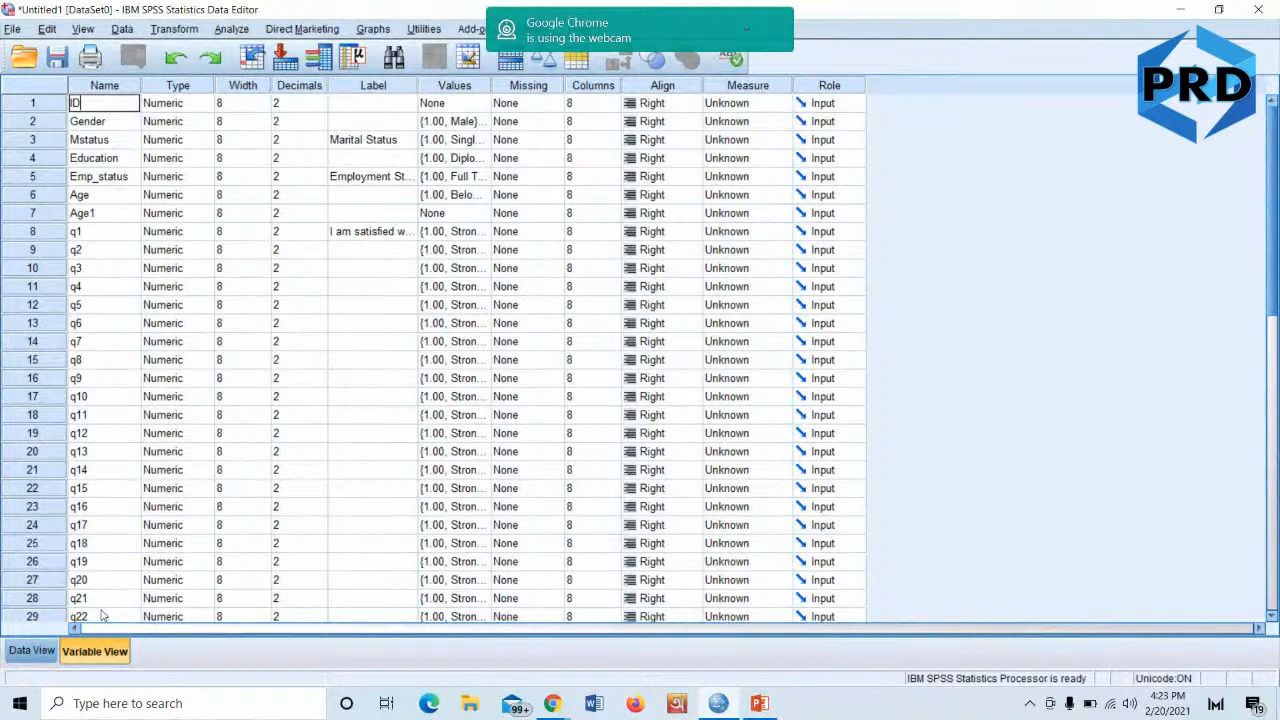 *Untitled1 [DataSet0] - IBM SPSS Statistics Data Editor
Google Chrome
is using the webcam
File Edit View Data Transform Analyze Direct Marketing Graphs Utilities Add-o
PRD
Name Type Width Decimals Label Values Missing Columns Align Measure Role
1 ID Numeric 8 2 None None 8 Right Unknown Input
2 Gender Numeric 8 2 {1.00, Male}... None 8 Right Unknown Input
3 Mstatus Numeric 8 2 Marital Status {1.00, Singl... None 8 Right Unknown Input
4 Education Numeric 8 2 {1.00, Diplo... None 8 Right Unknown Input
5 Emp_status Numeric 8 2 Employment St... {1.00, Full T... None 8 Right Unknown Input
6 Age Numeric 8 2 {1.00, Belo... None 8 Right Unknown Input
7 Age1 Numeric 8 2 None None 8 Right Unknown Input
8 q1 Numeric 8 2 I am satisfied w... {1.00, Stron... None 8 Right Unknown Input
9 q2 Numeric 8 2 {1.00, Stron... None 8 Right Unknown Input
10 q3 Numeric 8 2 {1.00, Stron... None 8 Right Unknown Input
11 q4 Numeric 8 2 {1.00, Stron... None 8 Right Unknown Input
12 q5 Numeric 8 2 {1.00, Stron... None 8 Right Unknown Input
13 q6 Numeric 8 2 {1.00, Stron... None 8 Right Unknown Input
14 q7 Numeric 8 2 {1.00, Stron... None 8 Right Unknown Input
15 q8 Numeric 8 2 {1.00, Stron... None 8 Right Unknown Input
16 q9 Numeric 8 2 {1.00, Stron... None 8 Right Unknown Input
17 q10 Numeric 8 2 {1.00, Stron... None 8 Right Unknown Input
18 q11 Numeric 8 2 {1.00, Stron... None 8 Right Unknown Input
19 q12 Numeric 8 2 {1.00, Stron... None 8 Right Unknown Input
20 q13 Numeric 8 2 {1.00, Stron... None 8 Right Unknown Input
21 q14 Numeric 8 2 {1.00, Stron... None 8 Right Unknown Input
22 q15 Numeric 8 2 {1.00, Stron... None 8 Right Unknown Input
23 q16 Numeric 8 2 {1.00, Stron... None 8 Right Unknown Input
24 q17 Numeric 8 2 {1.00, Stron... None 8 Right Unknown Input
25 q18 Numeric 8 2 {1.00, Stron... None 8 Right Unknown Input
26 q19 Numeric 8 2 {1.00, Stron... None 8 Right Unknown Input
27 q20 Numeric 8 2 {1.00, Stron... None 8 Right Unknown Input
28 q21 Numeric 8 2 {1.00, Stron... None 8 Right Unknown Input
29 q22 Numeric 8 2 {1.00, Stron... None 8 Right Unknown Input
Data View Variable View
IBM SPSS Statistics Processor is ready Unicode:ON
Type here to search
99+
4:23 PM
2/20/2021
19